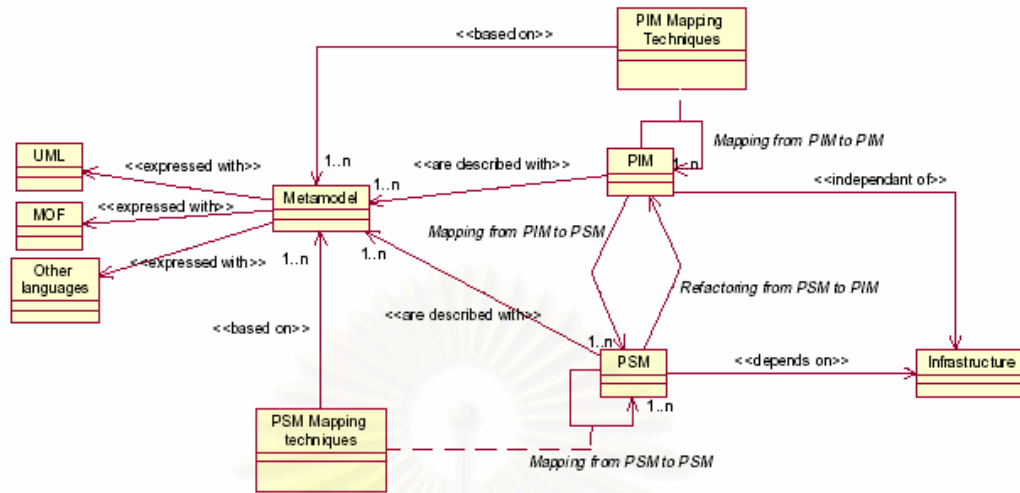 PIM Mapping
Techniques
<<based on>>
Mapping from PIM to PIM
1..n
UML
<<expressed with>>
<<are described with>>
PIM
1..n
1..n
<<independant of>>
Metamodel
MOF
<<expressed with>>
Mapping from PIM to PSM
1..n
1..n
Other
languages
<<expressed with>>
Refactoring from PSM to PIM
<<based on>>
<<are described with>>
1..n
PSM
<<depends on>>
Infrastructure
1..n
PSM Mapping
techniques
Mapping from PSM to PSM